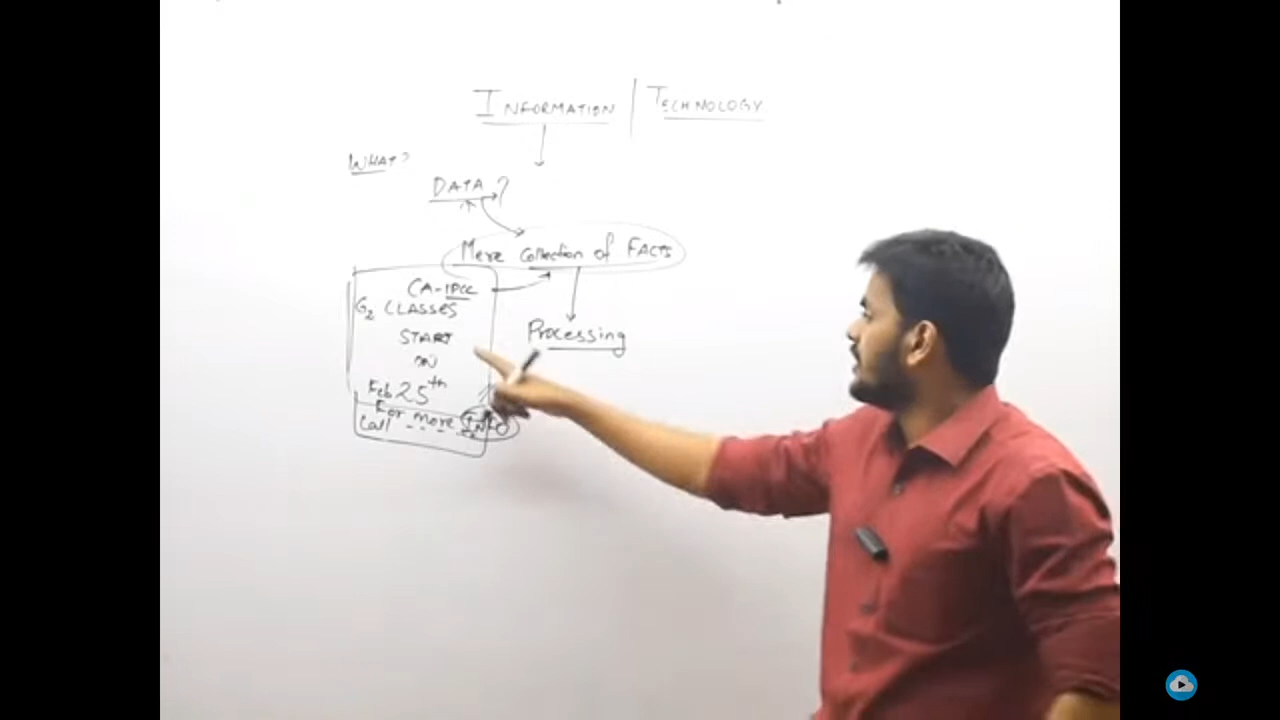 INFORMATION | TECHNOLOGY
WHAT?
DATA?
Mere Collection of FACTS
CA-IPCC
G2 CLASSES
START
ON
Feb 25th
For more INFO
Call - - - -
Processing